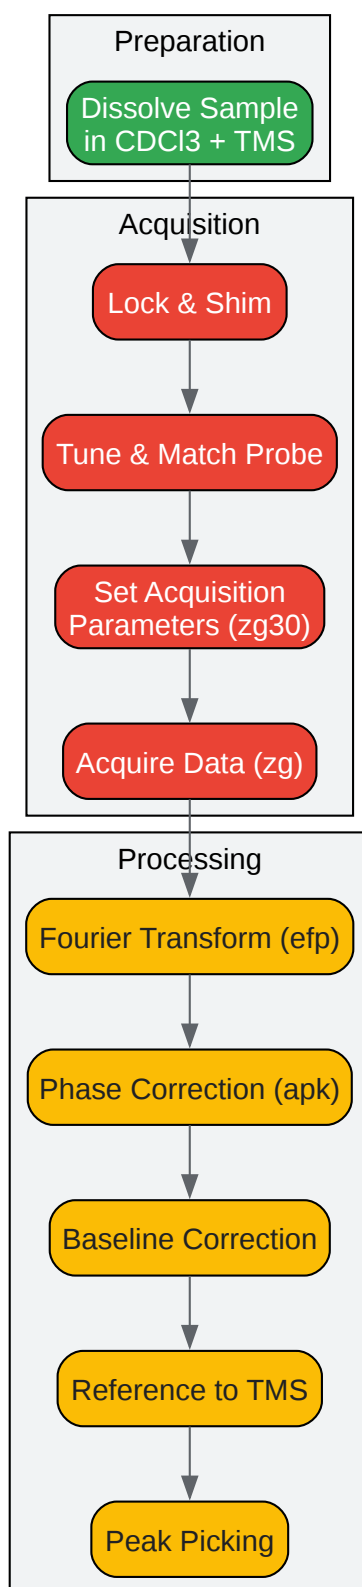 Preparation
Dissolve Sample
in CDCl3 + TMS
Acquisition
Lock & Shim
Tune & Match Probe
Set Acquisition
Parameters (zg30)
Acquire Data (zg)
Processing
Fourier Transform (efp)
Phase Correction (apk)
Baseline Correction
Reference to TMS
Peak Picking